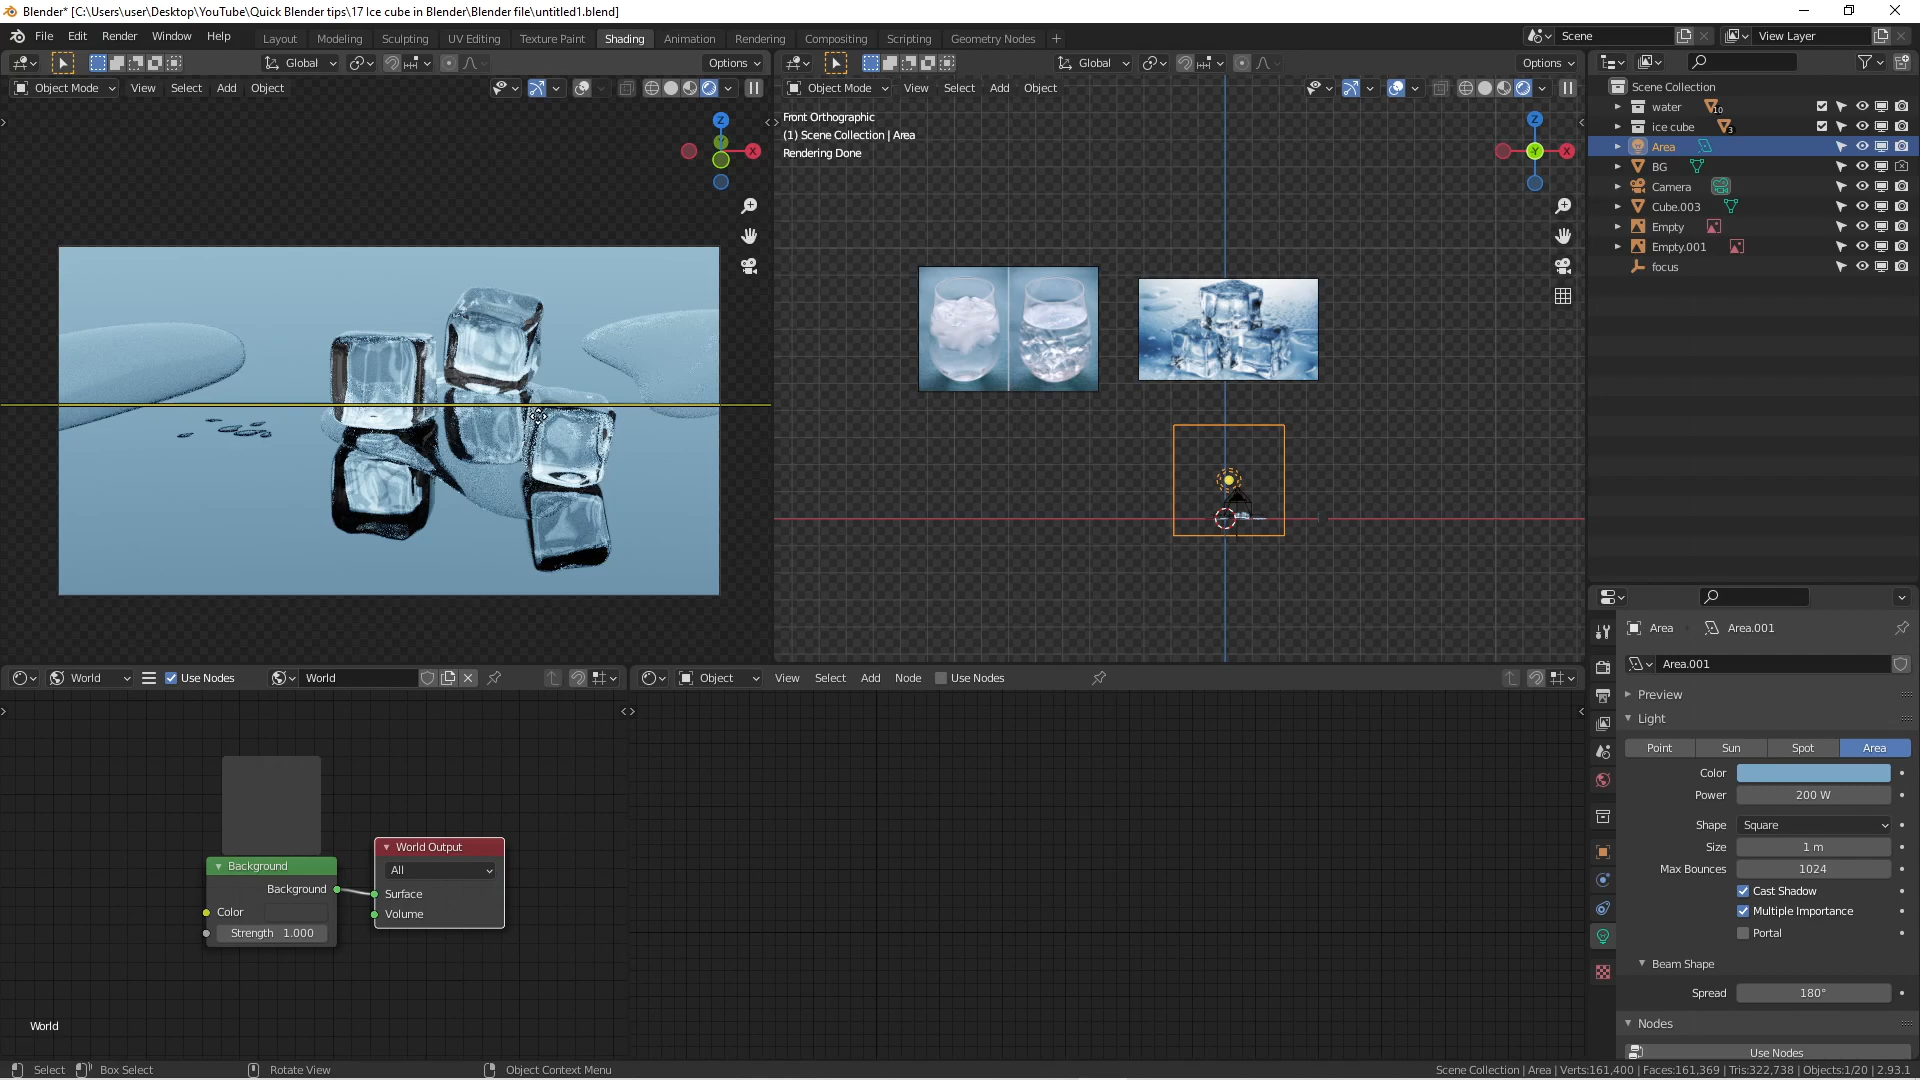 Blender* [C:\Users\user\Desktop\YouTube\Quick Blender tips\17 Ice cube in Blender\Blender file\untitled1.blend]
File Edit Render Window Help Layout Modeling Sculpting UV Editing Texture Paint Shading Animation Rendering Compositing Scripting Geometry Nodes + Scene View Layer
Global Options Global Options
Object Mode View Select Add Object Object Mode View Select Add Object
Scene Collection
water 10
ice cube 3
Area
BG
Camera
Cube.003
Empty
Empty.001
focus
Z
X
Front Orthographic
(1) Scene Collection | Area
Rendering Done
Z
-Y X
Area Area.001
Area.001
Preview
Light
Point Sun Spot Area
Color
Power 200 W
Shape Square
Size 1 m
Max Bounces 1024
Cast Shadow
Multiple Importance
Portal
Beam Shape
Spread 180°
Nodes
Use Nodes
World Use Nodes World
Object View Select Add Node Use Nodes
Background
Background
Color
Strength 1.000
World Output
All
Surface
Volume
World
Select Box Select Rotate View Object Context Menu Scene Collection | Area | Verts:161,400 | Faces:161,369 | Tris:322,738 | Objects:1/20 | 2.93.1